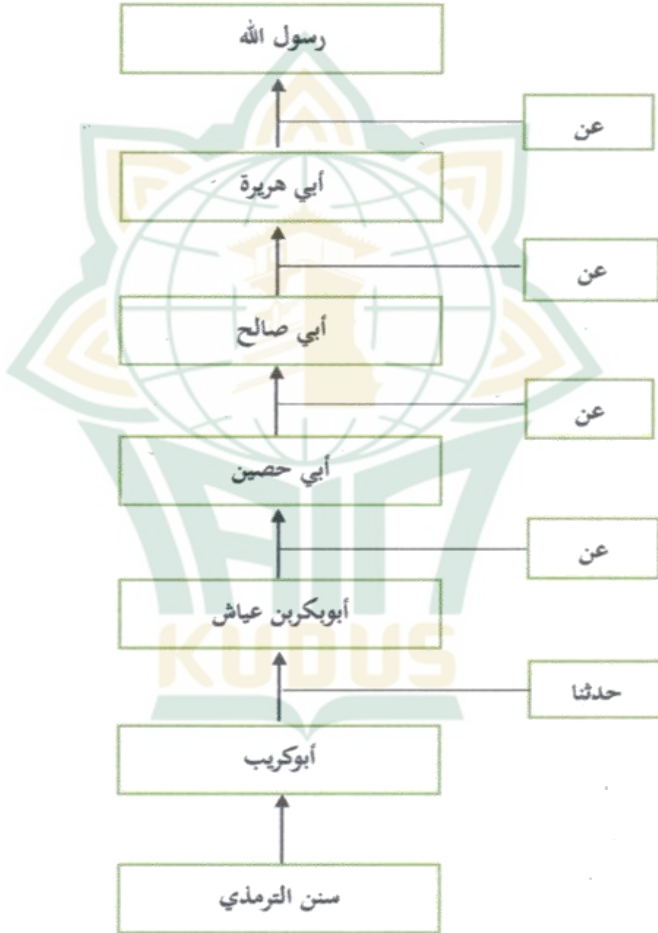 رسول الله
عن
أبي هريرة
عن
أبي صالح
عن
أبي حصين
عن
أبوبكربن عياش
KUDUS
حدثنا
أبوكريب
سنن الترمذي